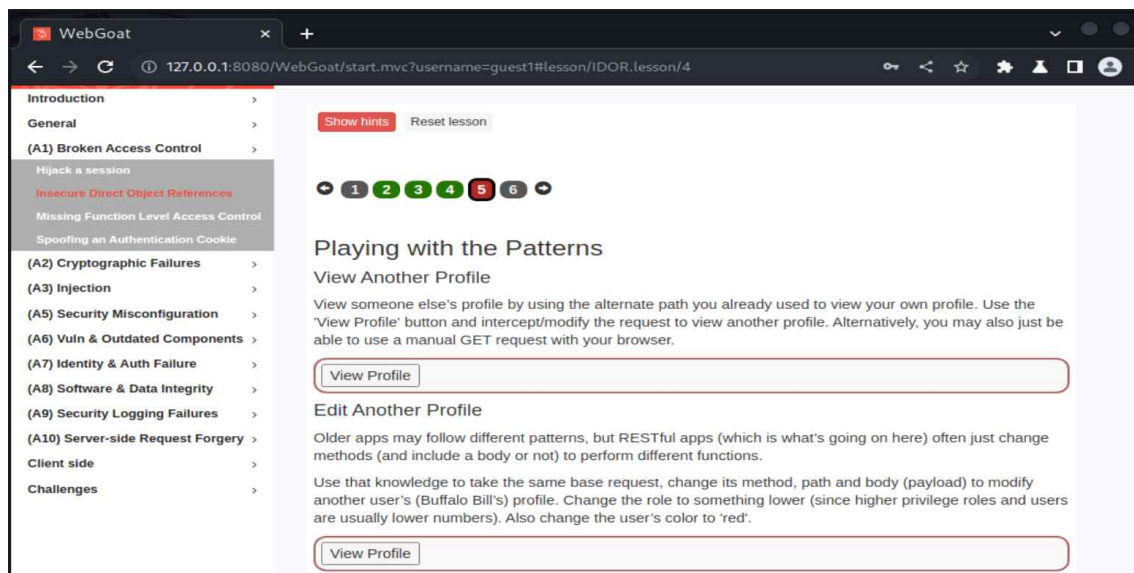 WebGoat
127.0.0.1:8080/WebGoat/start.mvc?username=guest1#lesson/IDOR.lesson/4
Introduction
General
(A1) Broken Access Control
Hijack a session
Insecure Direct Object References
Missing Function Level Access Control
Spoofing an Authentication Cookie
(A2) Cryptographic Failures
(A3) Injection
(A5) Security Misconfiguration
(A6) Vuln & Outdated Components
(A7) Identity & Auth Failure
(A8) Software & Data Integrity
(A9) Security Logging Failures
(A10) Server-side Request Forgery
Client side
Challenges
Show hints Reset lesson
1 2 3 4 5 6
Playing with the Patterns
View Another Profile
View someone else's profile by using the alternate path you already used to view your own profile. Use the
'View Profile' button and intercept/modify the request to view another profile. Alternatively, you may also just be
able to use a manual GET request with your browser.
View Profile
Edit Another Profile
Older apps may follow different patterns, but RESTful apps (which is what's going on here) often just change
methods (and include a body or not) to perform different functions.
Use that knowledge to take the same base request, change its method, path and body (payload) to modify
another user's (Buffalo Bill's) profile. Change the role to something lower (since higher privilege roles and users
are usually lower numbers). Also change the user's color to 'red'.
View Profile